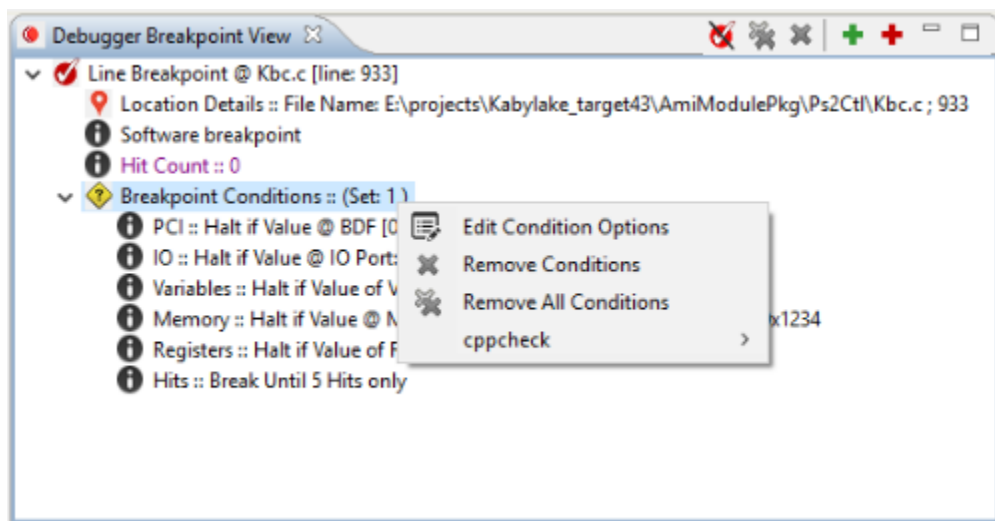 Debugger Breakpoint View
Line Breakpoint @ Kbc.c [line: 933]
Location Details :: File Name: E:\projects\Kabylake_target43\AmiModulePkg\Ps2Ctl\Kbc.c ; 933
Software breakpoint
Hit Count :: 0
Breakpoint Conditions :: (Set: 1 )
PCI :: Halt if Value @ BDF
IO :: Halt if Value @ IO Port:
Variables :: Halt if Value of
Memory :: Halt if Value @
x1234
Registers :: Halt if Value of
Hits :: Break Until 5 Hits only
Edit Condition Options
Remove Conditions
Remove All Conditions
cppcheck